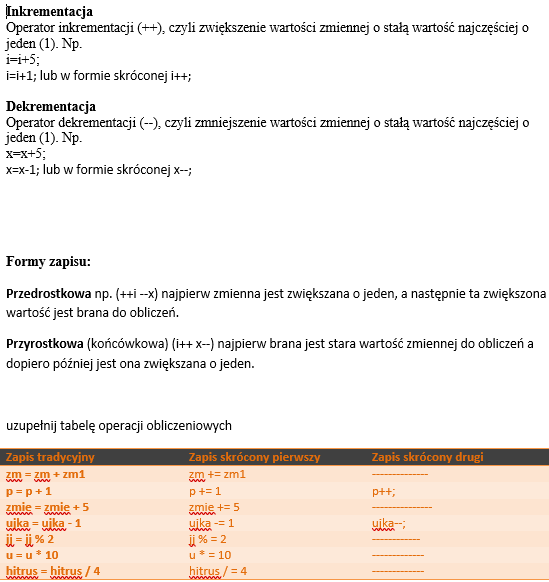 Inkrementacja
Operator inkrementacji (++), czyli zwiększenie wartości zmiennej o stałą wartość najczęściej o
jeden (1). Np.
i=i+5;
i=i+1; lub w formie skróconej i++;
Dekrementacja
Operator dekrementacji (--), czyli zmniejszenie wartości zmiennej o stałą wartość najczęściej o
jeden (1). Np.
x=x+5;
x=x-1; lub w formie skróconej x--;
Formy zapisu:
Przedrostkowa np. (++i --x) najpierw zmienna jest zwiększana o jeden, a następnie ta zwiększona
wartość jest brana do obliczeń.
Przyrostkowa (końcówkowa) (i++ x--) najpierw brana jest stara wartość zmiennej do obliczeń a
dopiero później jest ona zwiększana o jeden.
uzupełnij tabelę operacji obliczeniowych
Zapis tradycyjny Zapis skrócony pierwszy Zapis skrócony drugi
zm = zm + zm1 zm += zm1 --------------
p = p + 1 p += 1 p++;
zmie = zmie + 5 zmie += 5 ---------------
ujka = ujka - 1 ujka -= 1 ujka--;
jj = jj % 2 jj % = 2 ------------
u = u * 10 u * = 10 -------------
hitrus = hitrus / 4 hitrus / = 4 -------------